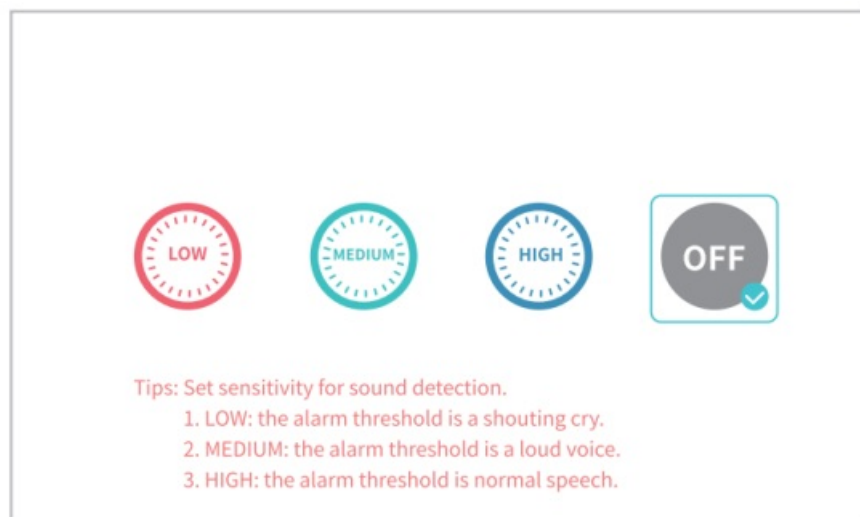 LOW
MEDIUM
HIGH
OFF
Tips: Set sensitivity for sound detection.
1. LOW: the alarm threshold is a shouting cry.
2. MEDIUM: the alarm threshold is a loud voice.
3. HIGH: the alarm threshold is normal speech.